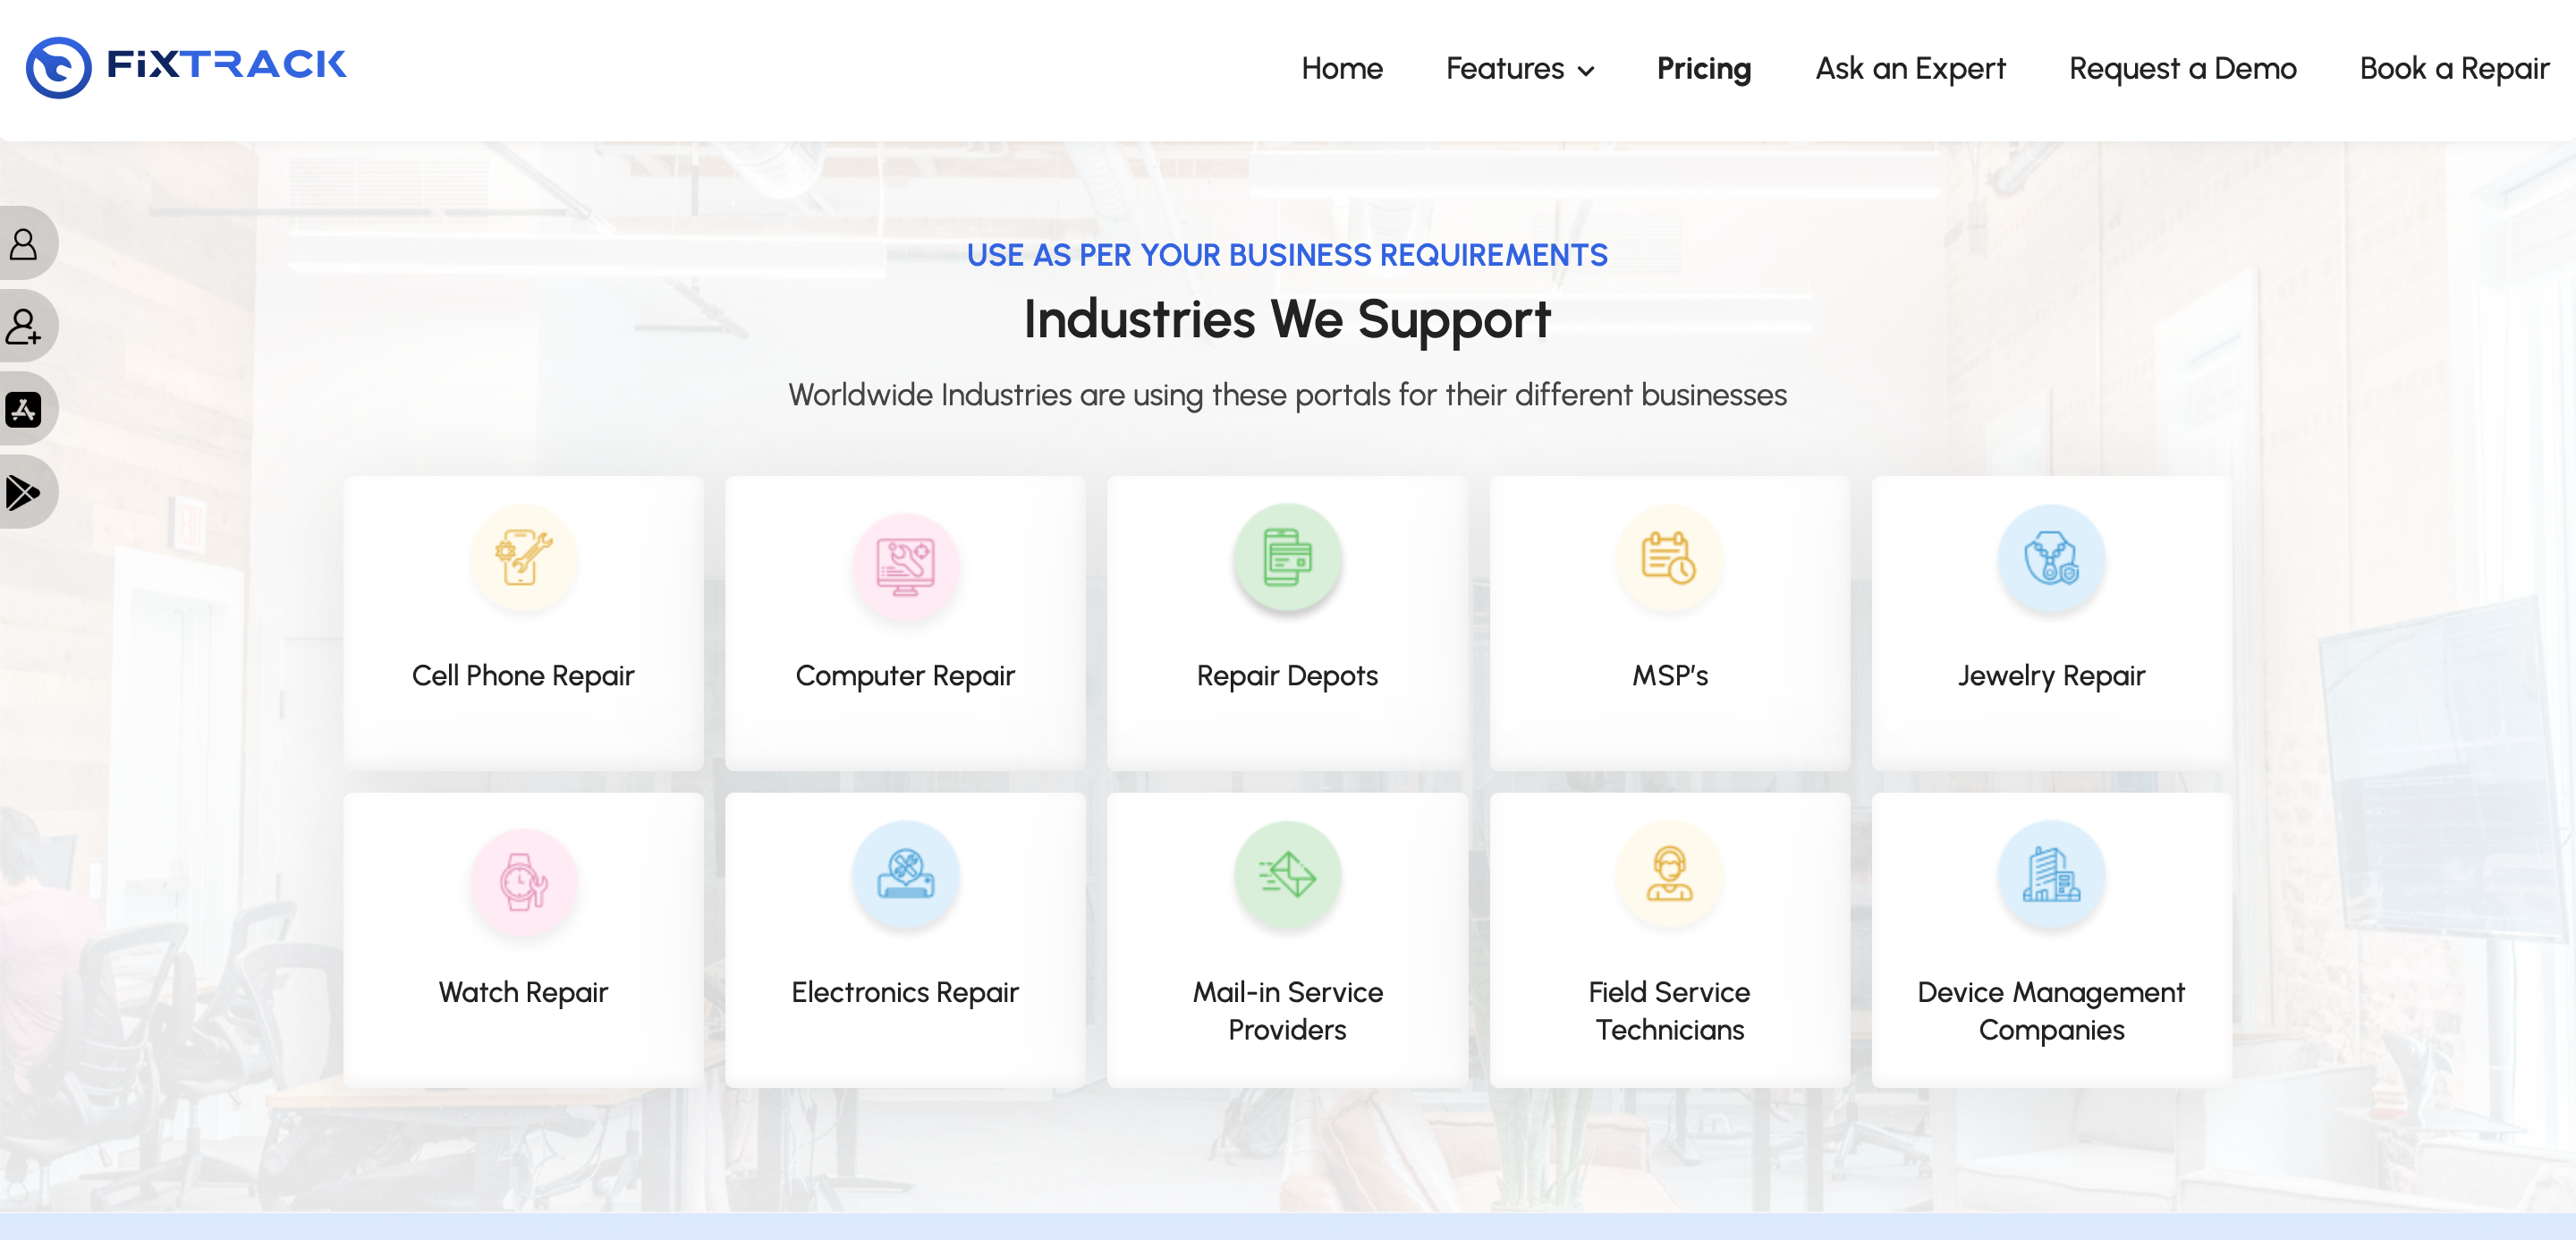 FiXTRACK
Home
Features
Pricing
Ask an Expert
Request a Demo
Book a Repair
USE AS PER YOUR BUSINESS REQUIREMENTS
Industries We Support
Worldwide Industries are using these portals for their different businesses
Cell Phone Repair
Computer Repair
Repair Depots
MSP's
Jewelry Repair
Watch Repair
Electronics Repair
Mail-in Service
Providers
Field Service
Technicians
Device Management
Companies